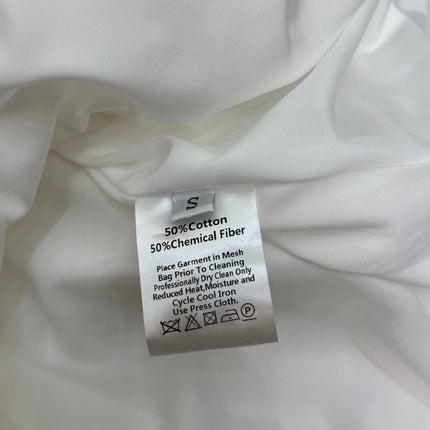 S
50%Cotton
50%Chemical Fiber
Place Garment in Mesh
Bag Prior To Cleaning
Professionally Dry Clean Only
Reduced Heat,Moisture and
Cycle Cool Iron
Use Press Cloth.
P